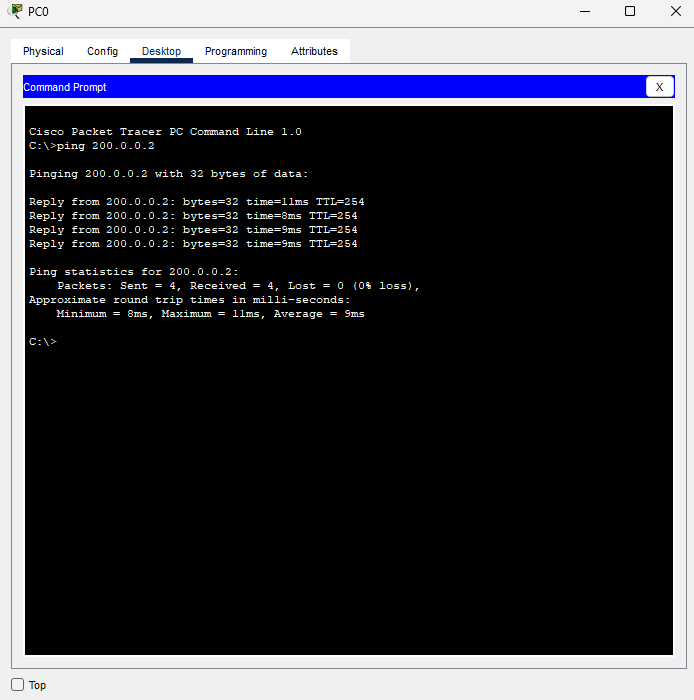 PC0
Physical Config Desktop Programming Attributes
Command Prompt
X
Cisco Packet Tracer PC Command Line 1.0
C:\>ping 200.0.0.2
Pinging 200.0.0.2 with 32 bytes of data:
Reply from 200.0.0.2: bytes=32 time=11ms TTL=254
Reply from 200.0.0.2: bytes=32 time=8ms TTL=254
Reply from 200.0.0.2: bytes=32 time=9ms TTL=254
Reply from 200.0.0.2: bytes=32 time=9ms TTL=254
Ping statistics for 200.0.0.2:
Packets: Sent = 4, Received = 4, Lost = 0 (0% loss),
Approximate round trip times in milli-seconds:
Minimum = 8ms, Maximum = 11ms, Average = 9ms
C:\>
Top